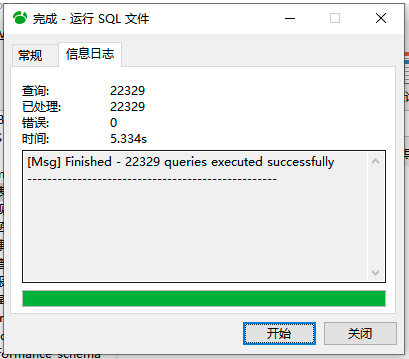 完成 - 运行 SQL 文件
常规
信息日志
查询: 22329
已处理: 22329
错误: 0
时间: 5.334s
[Msg] Finished - 22329 queries executed successfully
--------------------------------------------------
开始
关闭
formance_schema